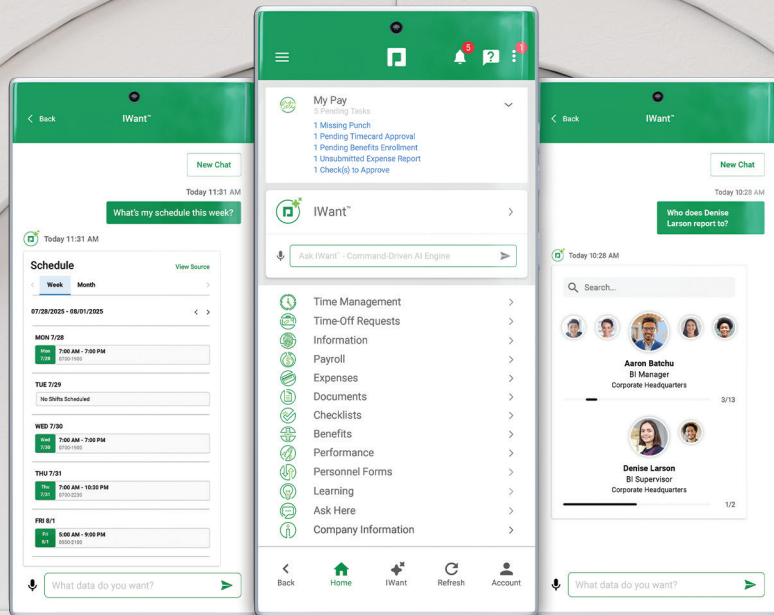 Back
IWant™
New Chat
Today 11:31 AM
What's my schedule this week?
Today 11:31 AM
Schedule
View Source
Week Month
07/28/2025 - 08/01/2025
MON 7/28
Mon 7:00 AM - 7:00 PM
7/28 0700-1900
TUE 7/29
No Shifts Scheduled
WED 7/30
Wed 7:00 AM - 7:00 PM
7/30 0700-1900
THU 7/31
Thu 7:00 AM - 10:30 PM
7/31 0700-2230
FRI 8/1
Fri 5:00 AM - 9:00 PM
8/1
What data do you want?
5
?
1
My Pay
5 Pending Tasks
1 Missing Punch
1 Pending Timecard Approval
1 Pending Benefits Enrollment
1 Unsubmitted Expense Report
1 Check(s) to Approve
IWant™
Ask IWant™ - Command-Driven AI Engine
Time Management
Time-Off Requests
Information
Payroll
Expenses
Documents
Checklists
Benefits
Performance
Personnel Forms
Learning
Ask Here
Company Information
Back
Home
IWant
Refresh
Account
Back
IWant™
New Chat
Today 10:28 AM
Who does Denise
Larson report to?
Today 10:28 AM
Search...
Aaron Batchu
BI Manager
Corporate Headquarters
3/13
Denise Larson
BI Supervisor
Corporate Headquarters
1/2
What data do you want?